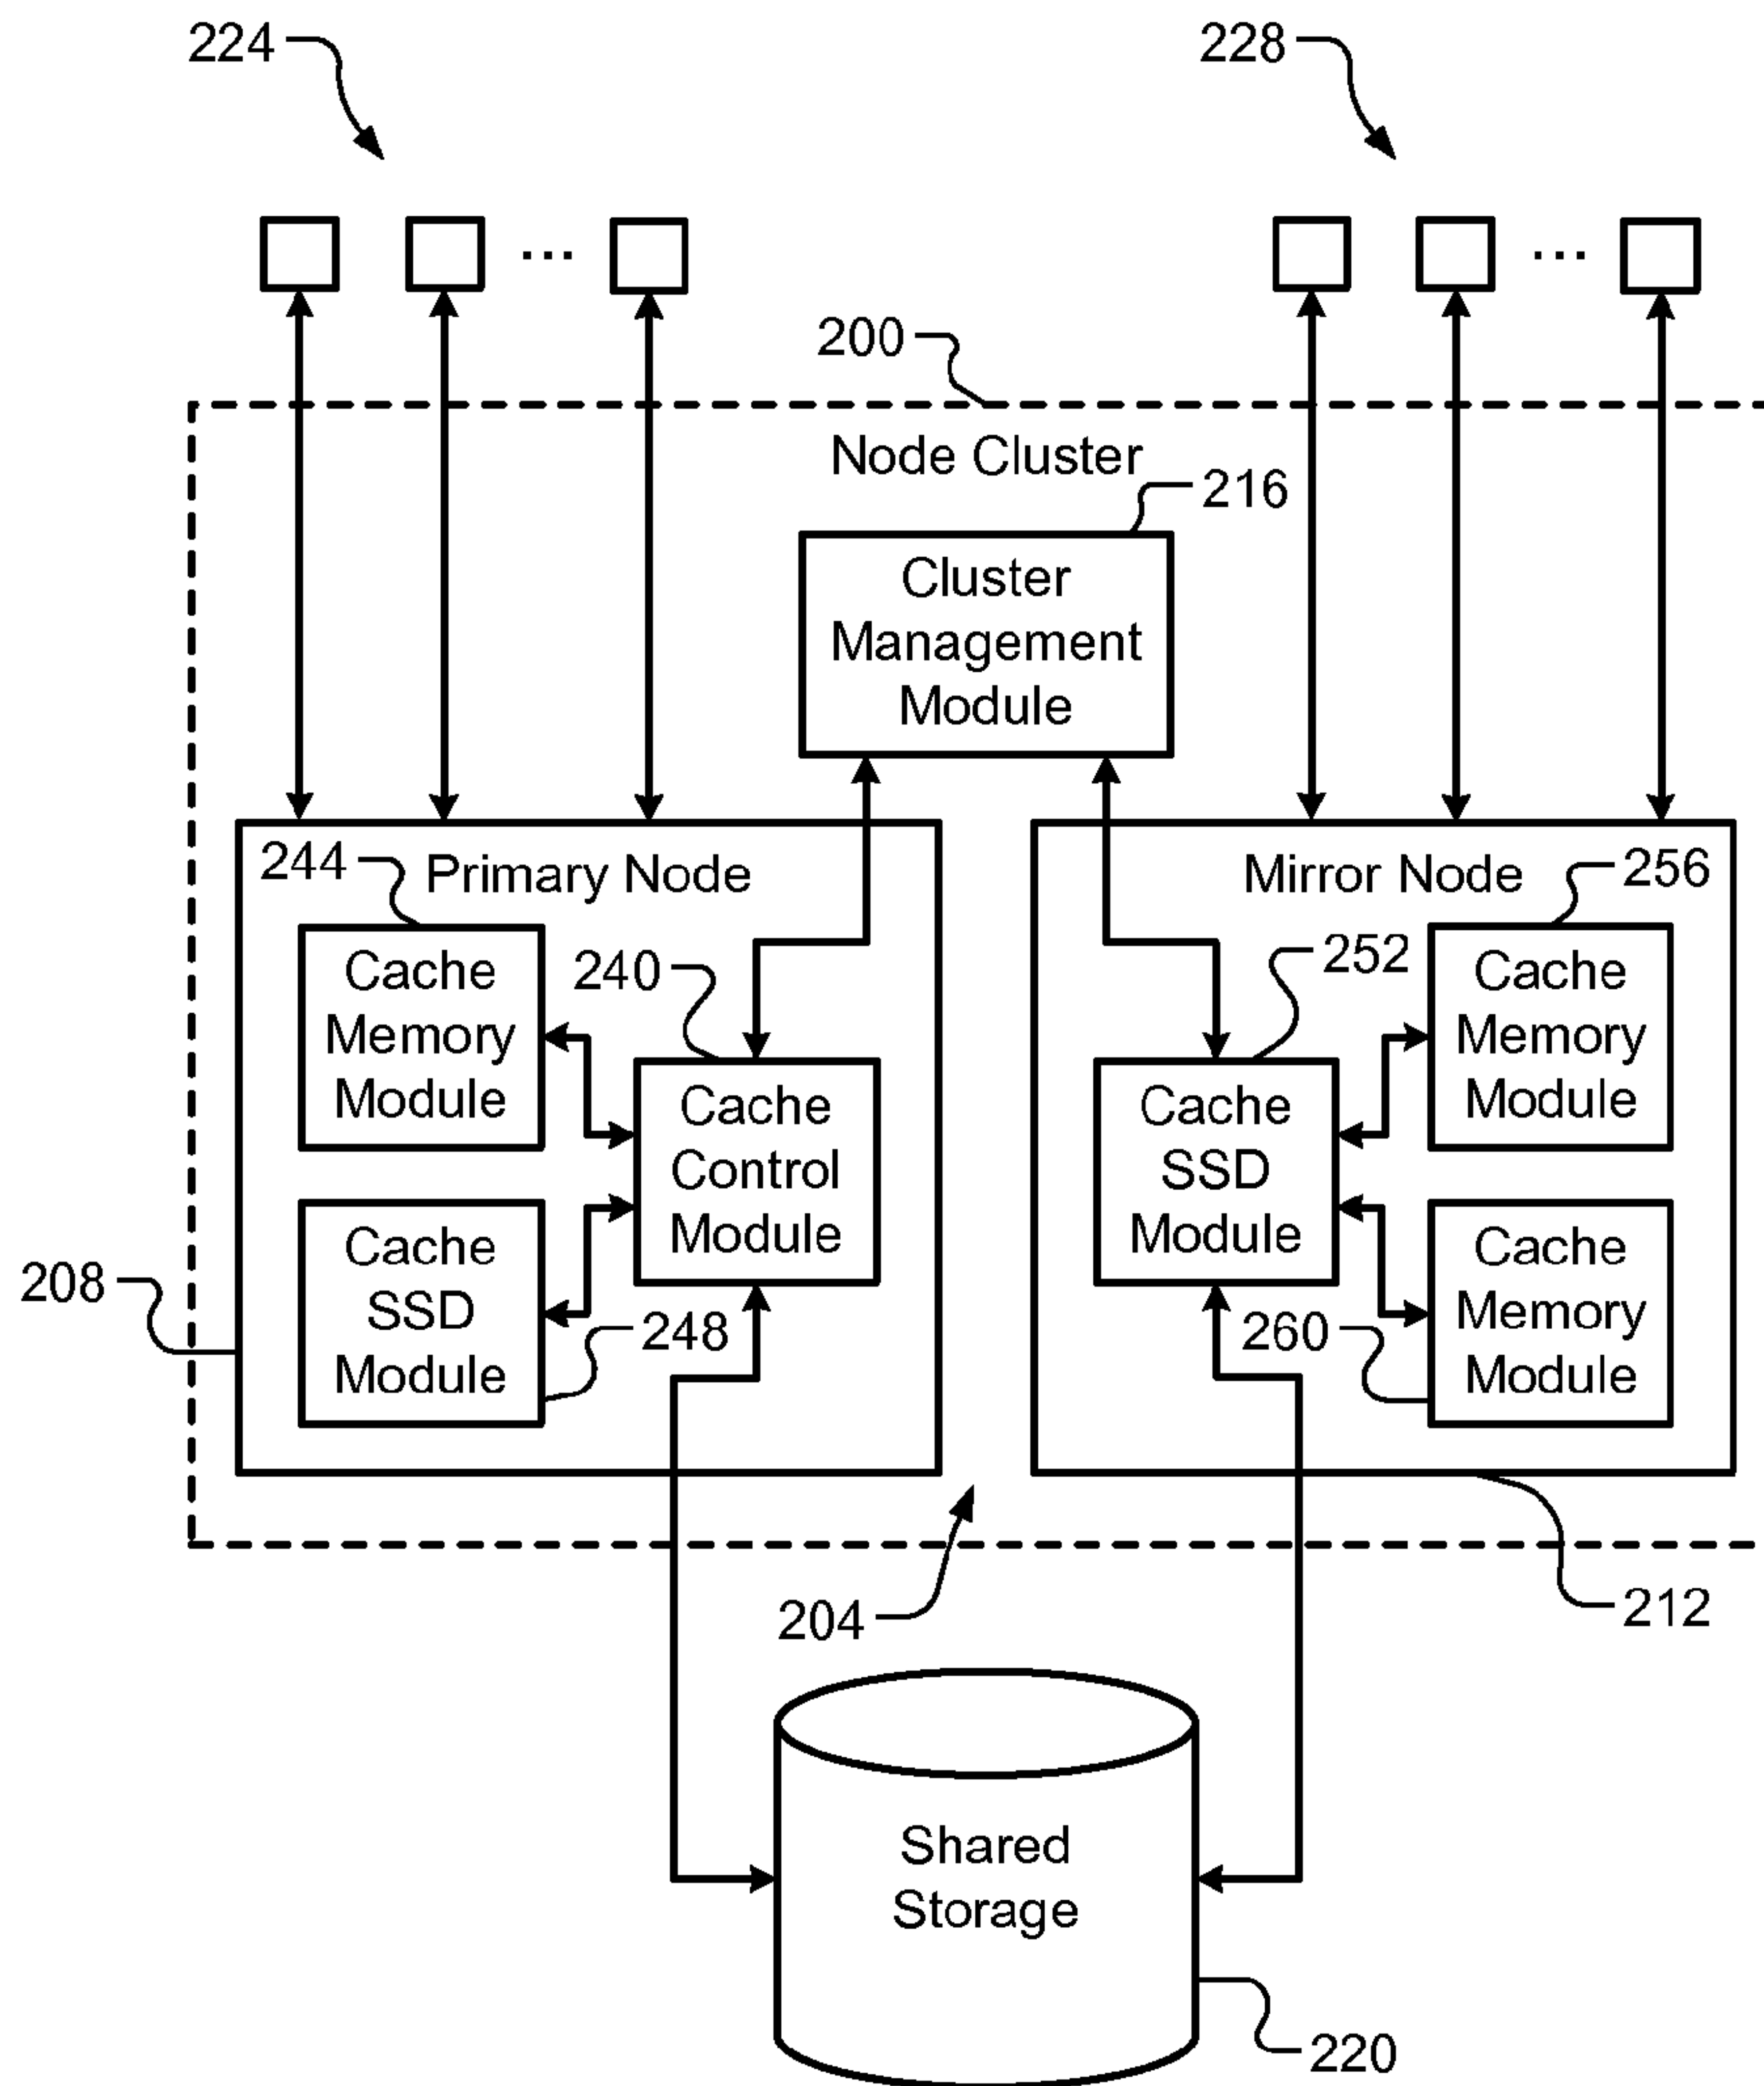 224
228
...
...
200
Node Cluster
216
Cluster
Management
Module
244
Primary Node
Cache
Memory
Module
240
Cache
Control
Module
Cache
SSD
Module
248
208
Mirror Node
256
252
Cache
Memory
Module
Cache
SSD
Module
260
Cache
Memory
Module
204
212
Shared
Storage
220